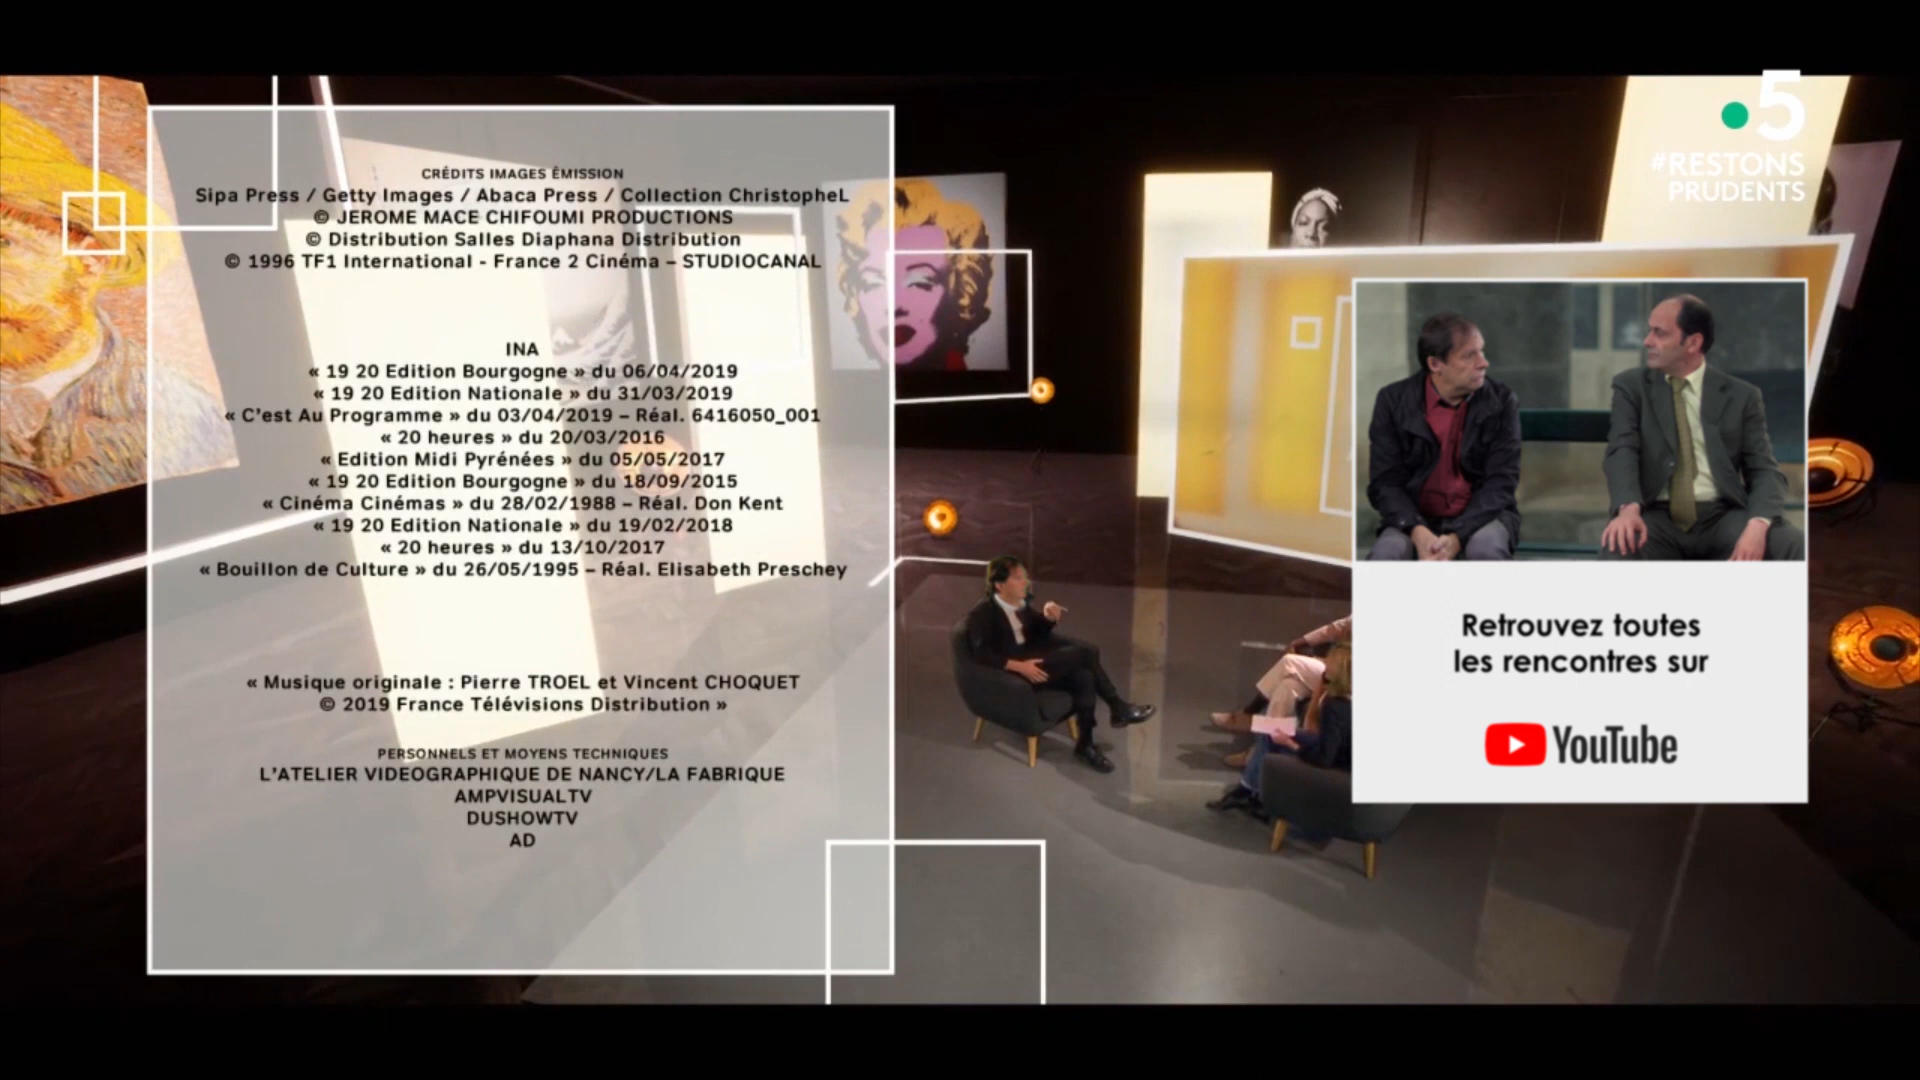 CRÉDITS IMAGES ÉMISSION
Sipa Press / Getty Images / Abaca Press / Collection ChristopheL
© JEROME MACE CHIFOUMI PRODUCTIONS
© Distribution Salles Diaphana Distribution
© 1996 TF1 International - France 2 Cinéma – STUDIOCANAL
INA
« 19 20 Edition Bourgogne » du 06/04/2019
« 19 20 Edition Nationale » du 31/03/2019
« C'est Au Programme » du 03/04/2019 – Réal. 6416050_001
« 20 heures » du 20/03/2016
« Edition Midi Pyrénées » du 05/05/2017
« 19 20 Edition Bourgogne » du 18/09/2015
« Cinéma Cinémas » du 28/02/1988 – Réal. Don Kent
« 19 20 Edition Nationale » du 19/02/2018
« 20 heures » du 13/10/2017
« Bouillon de Culture » du 26/05/1995 – Réal. Elisabeth Preschey
« Musique originale : Pierre TROEL et Vincent CHOQUET
© 2019 France Télévisions Distribution »
PERSONNELS ET MOYENS TECHNIQUES
L'ATELIER VIDEOGRAPHIQUE DE NANCY/LA FABRIQUE
AMPVISUALTV
DUSHOWTV
AD
5
#RESTONS
PRUDENTS
Retrouvez toutes
les rencontres sur
YouTube